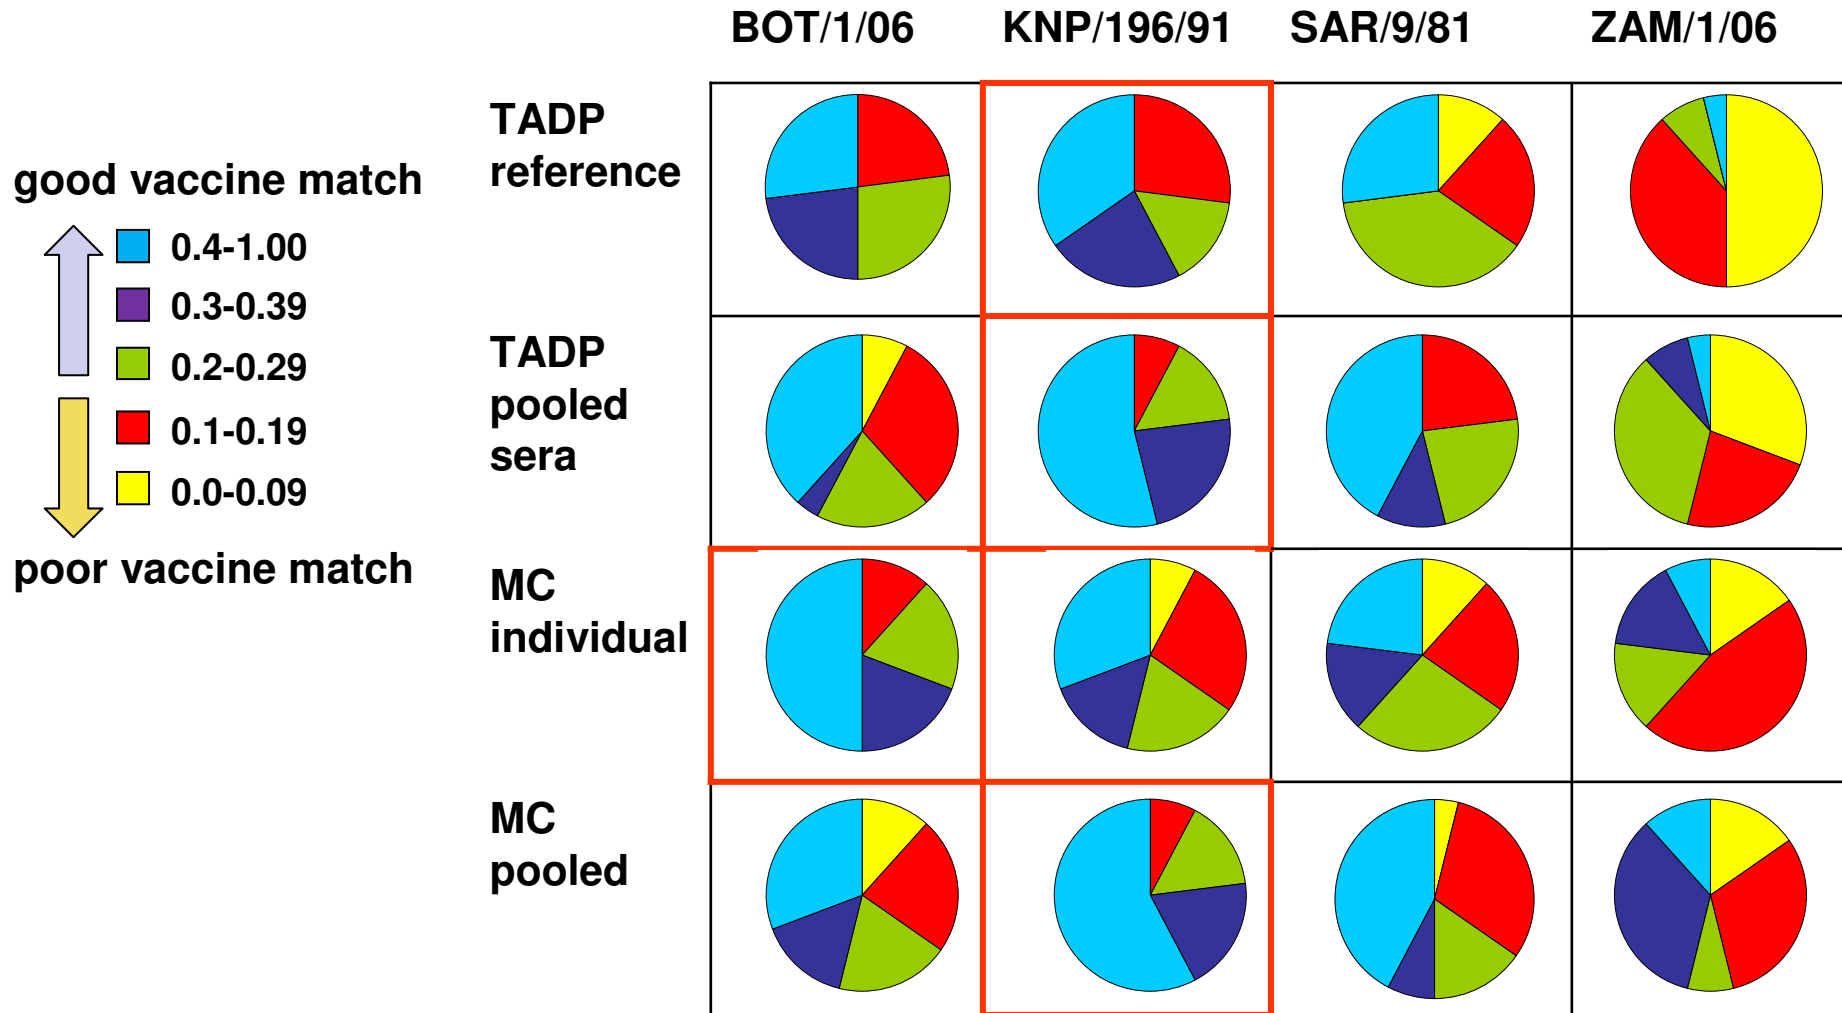 BOT/1/06 KNP/196/91 SAR/9/81 ZAM/1/06
TADP
reference
good vaccine match
0.4-1.00
0.3-0.39
0.2-0.29
0.1-0.19
0.0-0.09
poor vaccine match
TADP
pooled
sera
MC
individual
MC
pooled